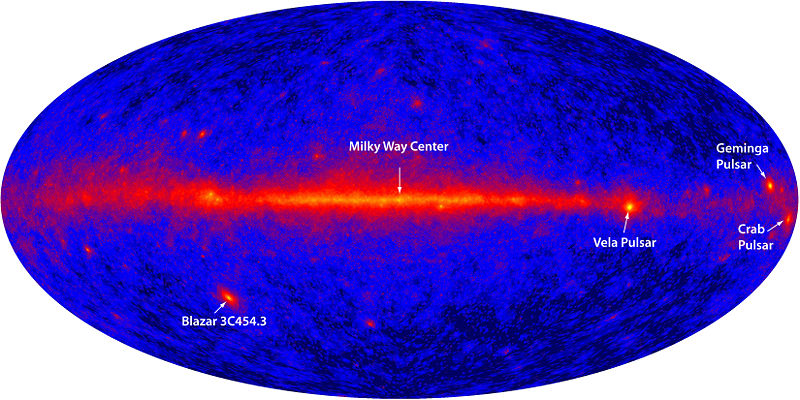 Milky Way Center
Geminga
Pulsar
Vela Pulsar
Crab
Pulsar
Blazar 3C454.3